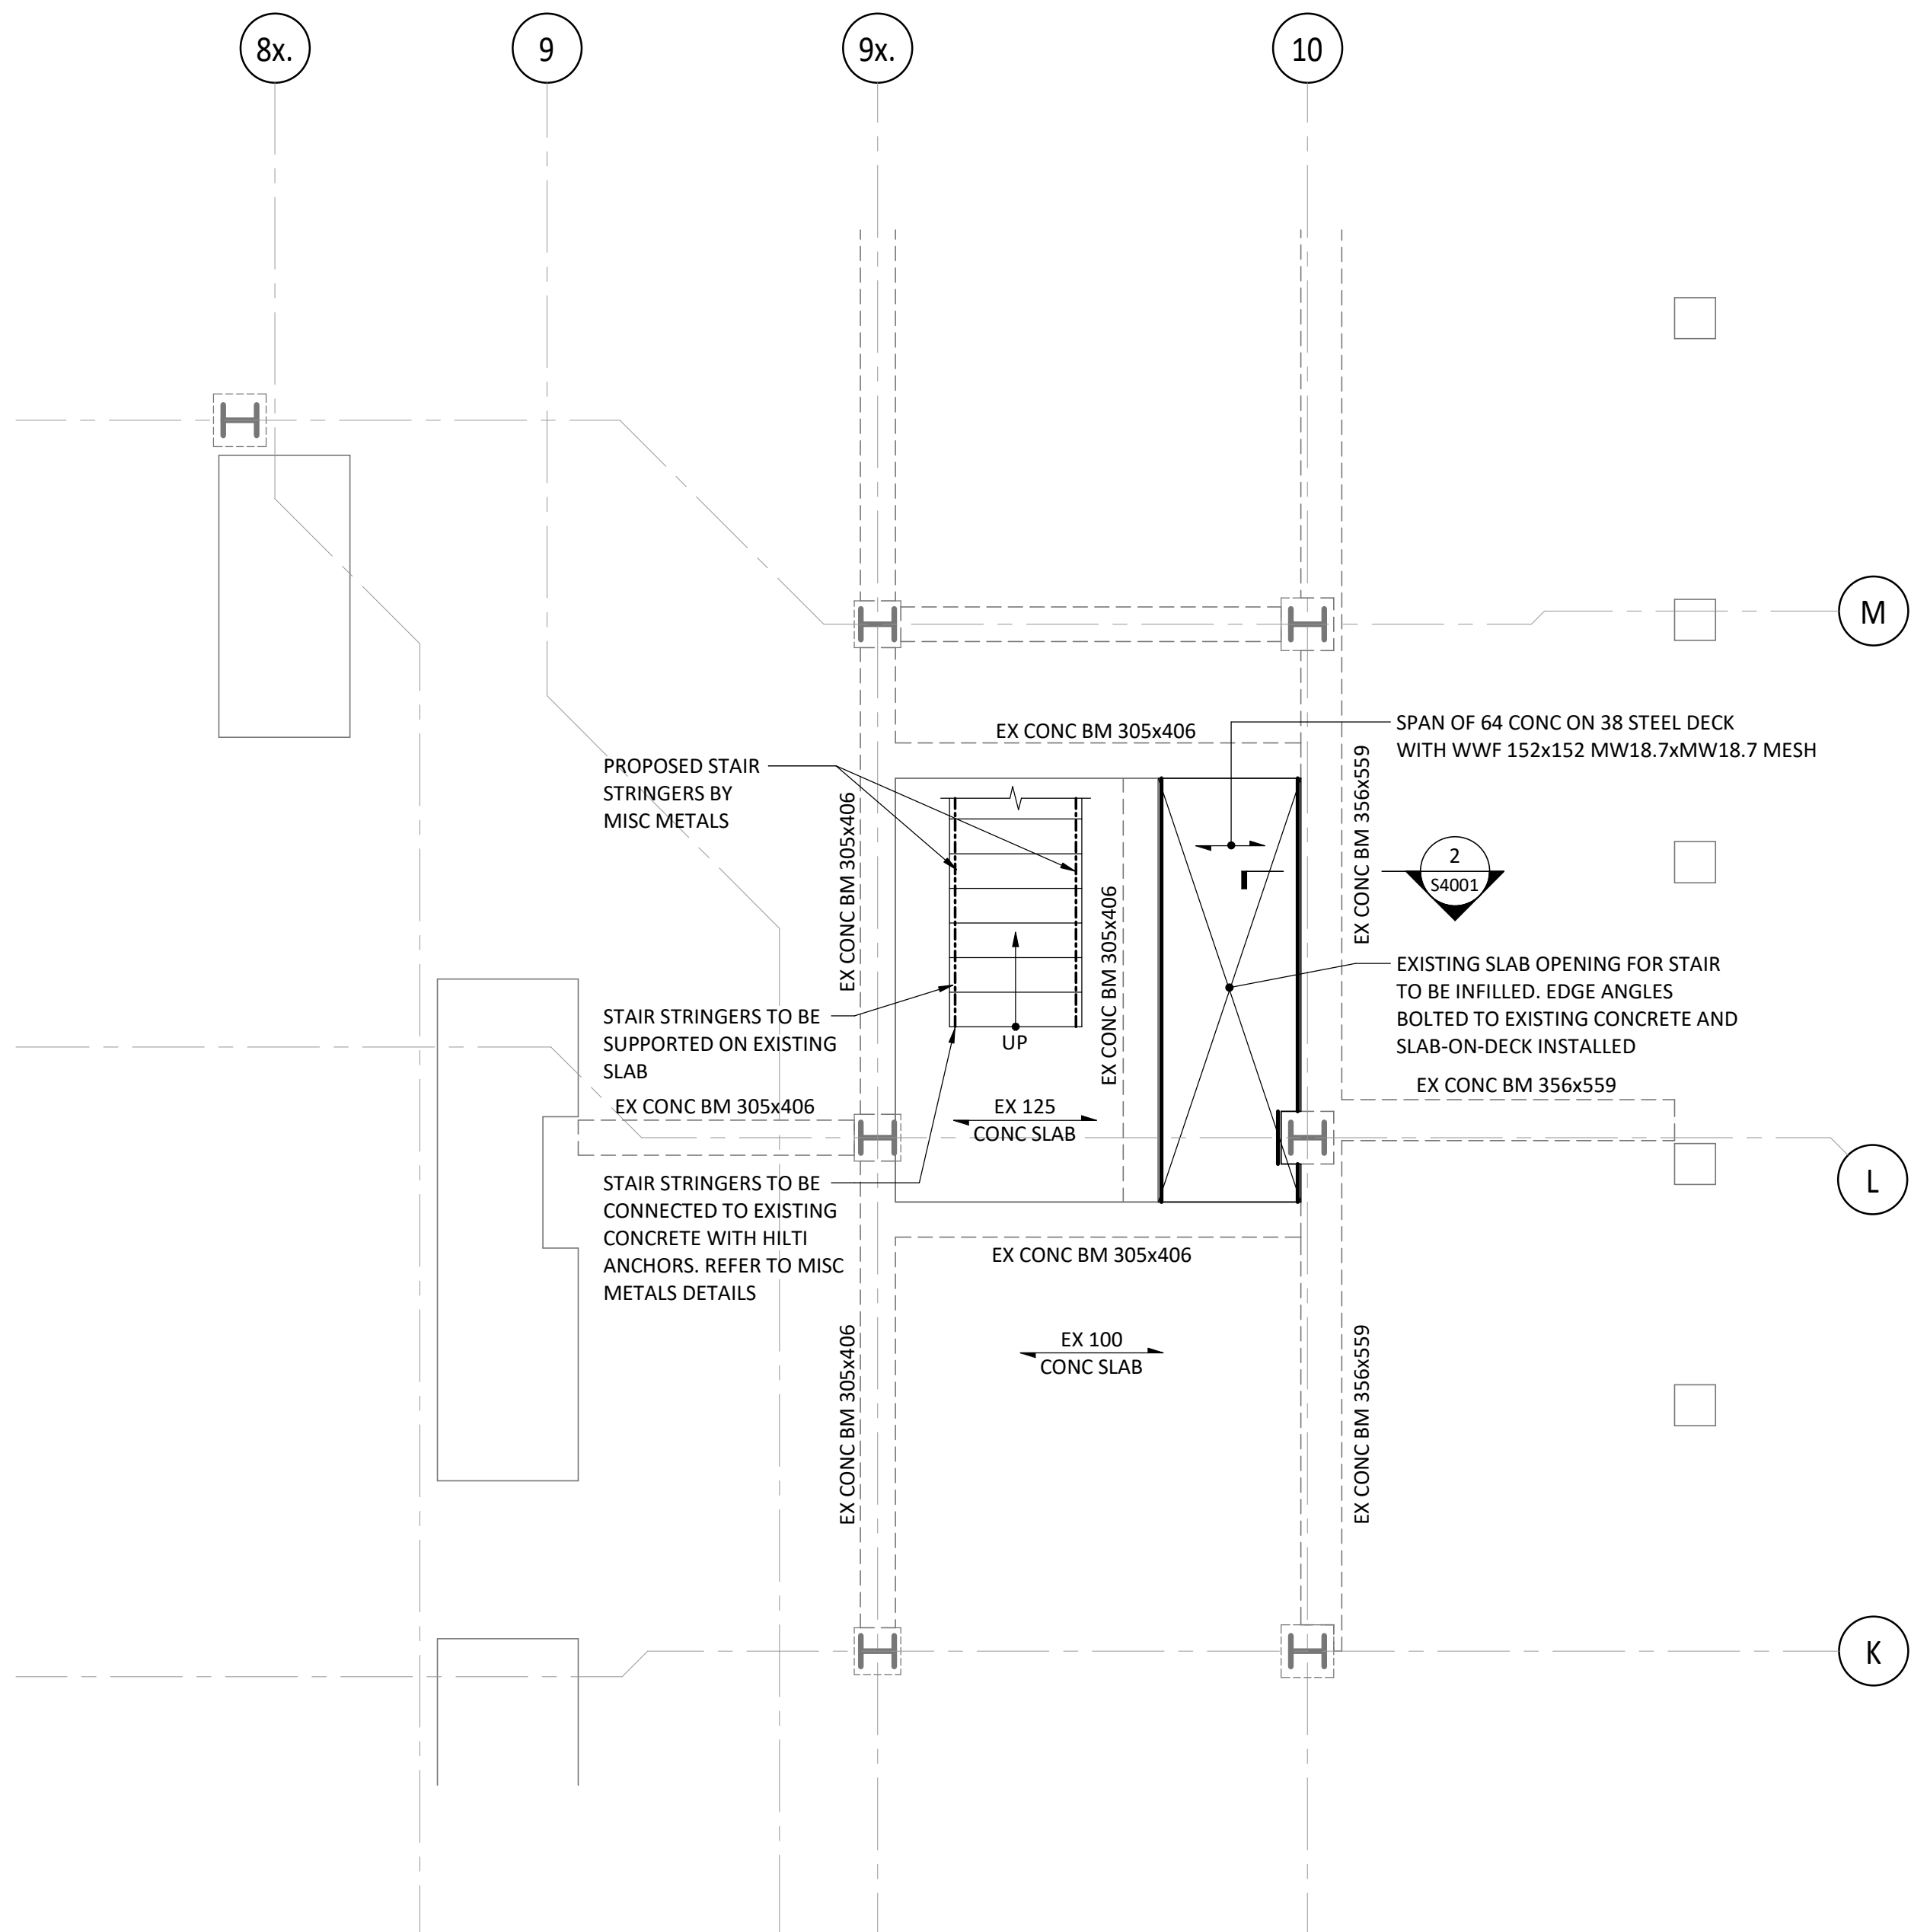 8x.
9
9x.
10
M
EX CONC BM 305x406
SPAN OF 64 CONC ON 38 STEEL DECK
WITH WWF 152x152 MW18.7xMW18.7 MESH
PROPOSED STAIR
STRINGERS BY
MISC METALS
EX CONC BM 305x406
EX CONC BM 356x559
2
S4001
EX CONC BM 305x406
EXISTING SLAB OPENING FOR STAIR
TO BE INFILLED. EDGE ANGLES
BOLTED TO EXISTING CONCRETE AND
SLAB-ON-DECK INSTALLED
STAIR STRINGERS TO BE
SUPPORTED ON EXISTING
SLAB
UP
EX CONC BM 356x559
EX CONC BM 305x406
EX 125
CONC SLAB
L
STAIR STRINGERS TO BE
CONNECTED TO EXISTING
CONCRETE WITH HILTI
ANCHORS. REFER TO MISC
METALS DETAILS
EX CONC BM 305x406
EX 100
CONC SLAB
EX CONC BM 305x406
EX CONC BM 356x559
K